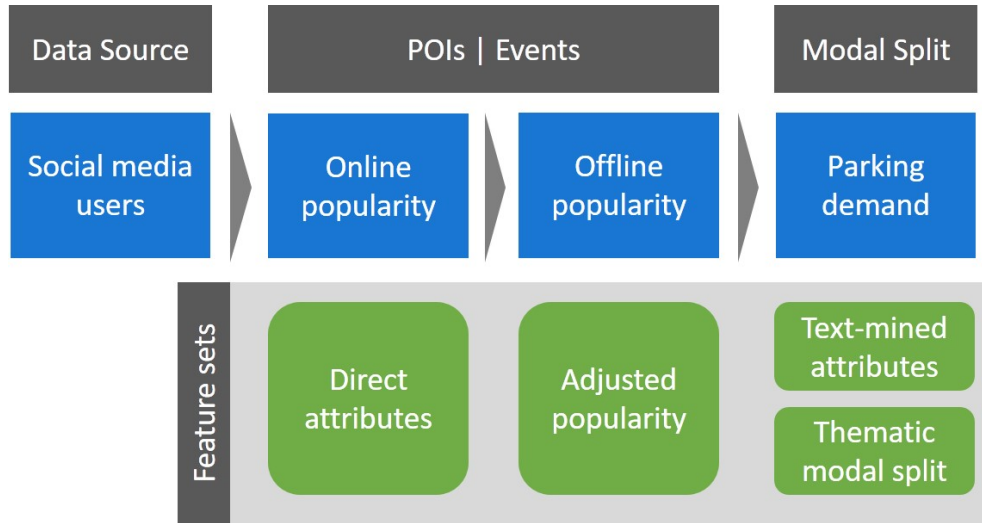 Data Source
POIs | Events
Modal Split
Social media
users
Online
popularity
Offline
popularity
Parking
demand
Feature sets
Direct
attributes
Adjusted
popularity
Text-mined
attributes
Thematic
modal split